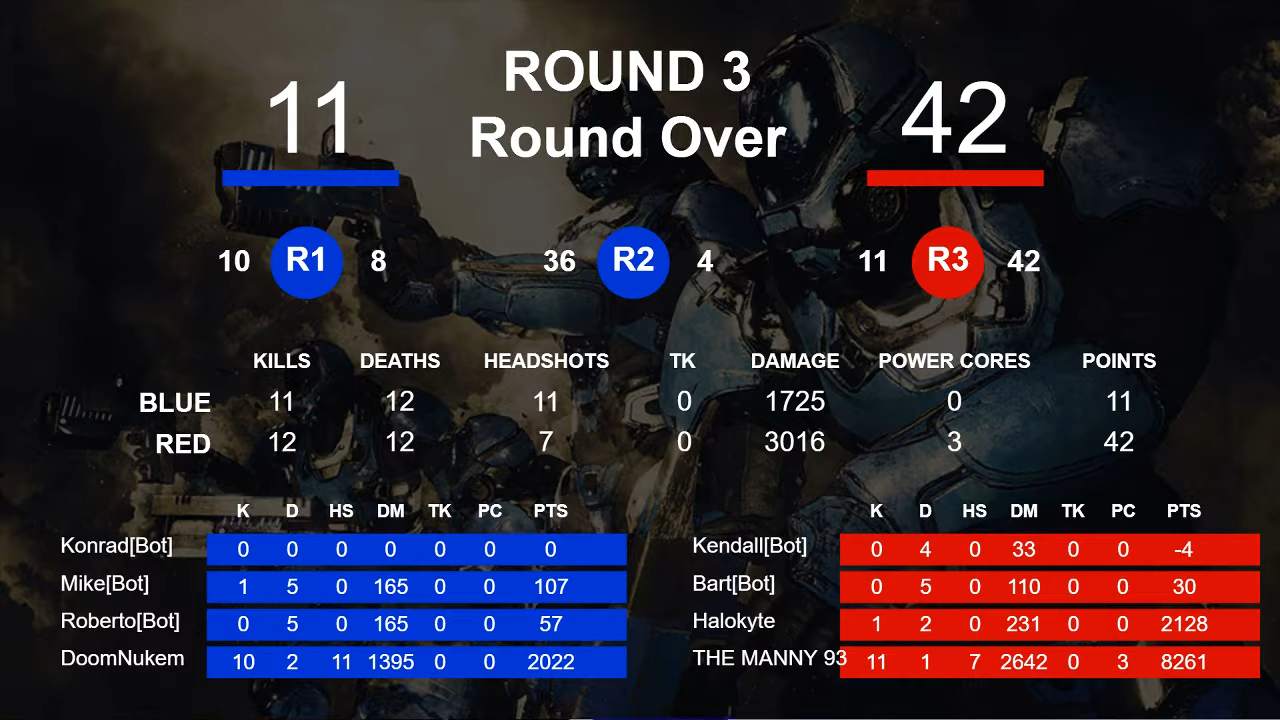 ROUND 3
11 Round Over 42
10 R1 8 36 R2 4 11 R3 42
KILLS DEATHS HEADSHOTS TK DAMAGE POWER CORES POINTS
BLUE 11 12 11 0 1725 0 11
RED 12 12 7 0 3016 3 42
K D HS DM TK PC PTS K D HS DM TK PC PTS
Konrad[Bot] 0 0 0 0 0 0 0 Kendall[Bot] 0 4 0 33 0 0 -4
Mike[Bot] 1 5 0 165 0 0 107 Bart[Bot] 0 5 0 110 0 0 30
Roberto[Bot] 0 5 0 165 0 0 57 Halokyte 1 2 0 231 0 0 2128
DoomNukem 10 2 11 1395 0 0 2022 THE MANNY 93 11 1 7 2642 0 3 8261